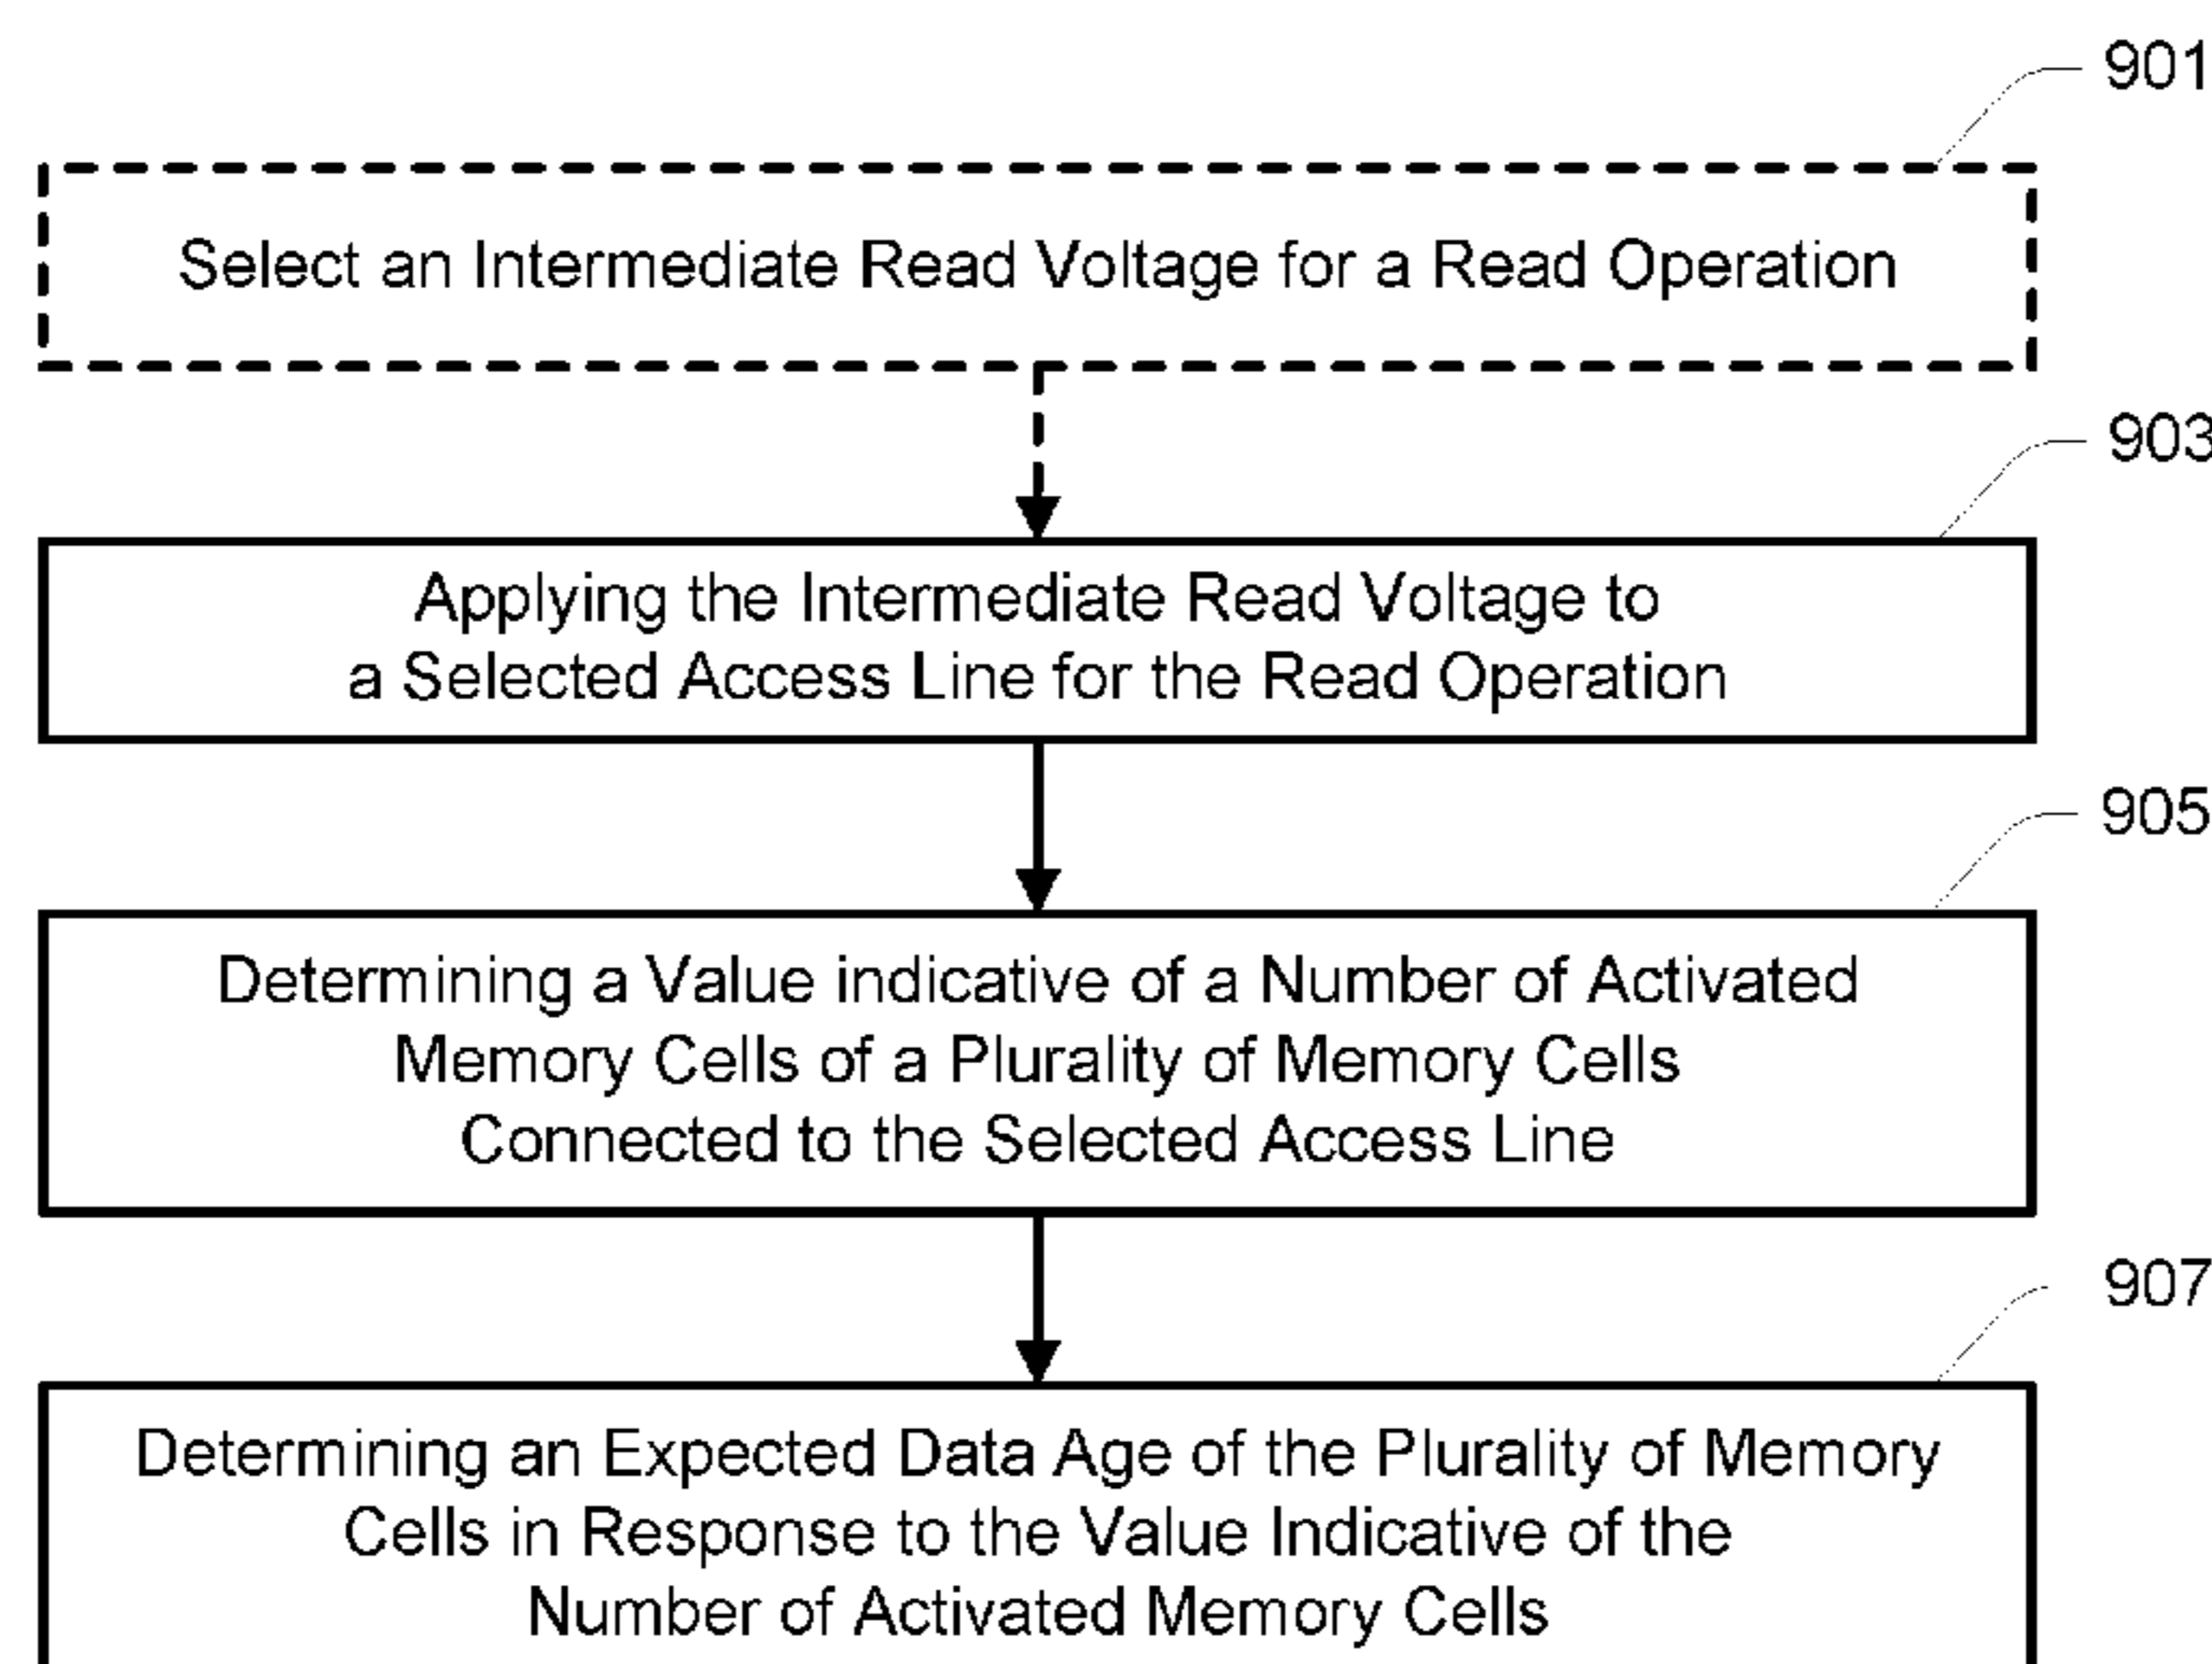 901
Select an Intermediate Read Voltage for a Read Operation
903
Applying the Intermediate Read Voltage to
a Selected Access Line for the Read Operation
905
Determining a Value indicative of a Number of Activated
Memory Cells of a Plurality of Memory Cells
Connected to the Selected Access Line
907
Determining an Expected Data Age of the Plurality of Memory
Cells in Response to the Value Indicative of the
Number of Activated Memory Cells